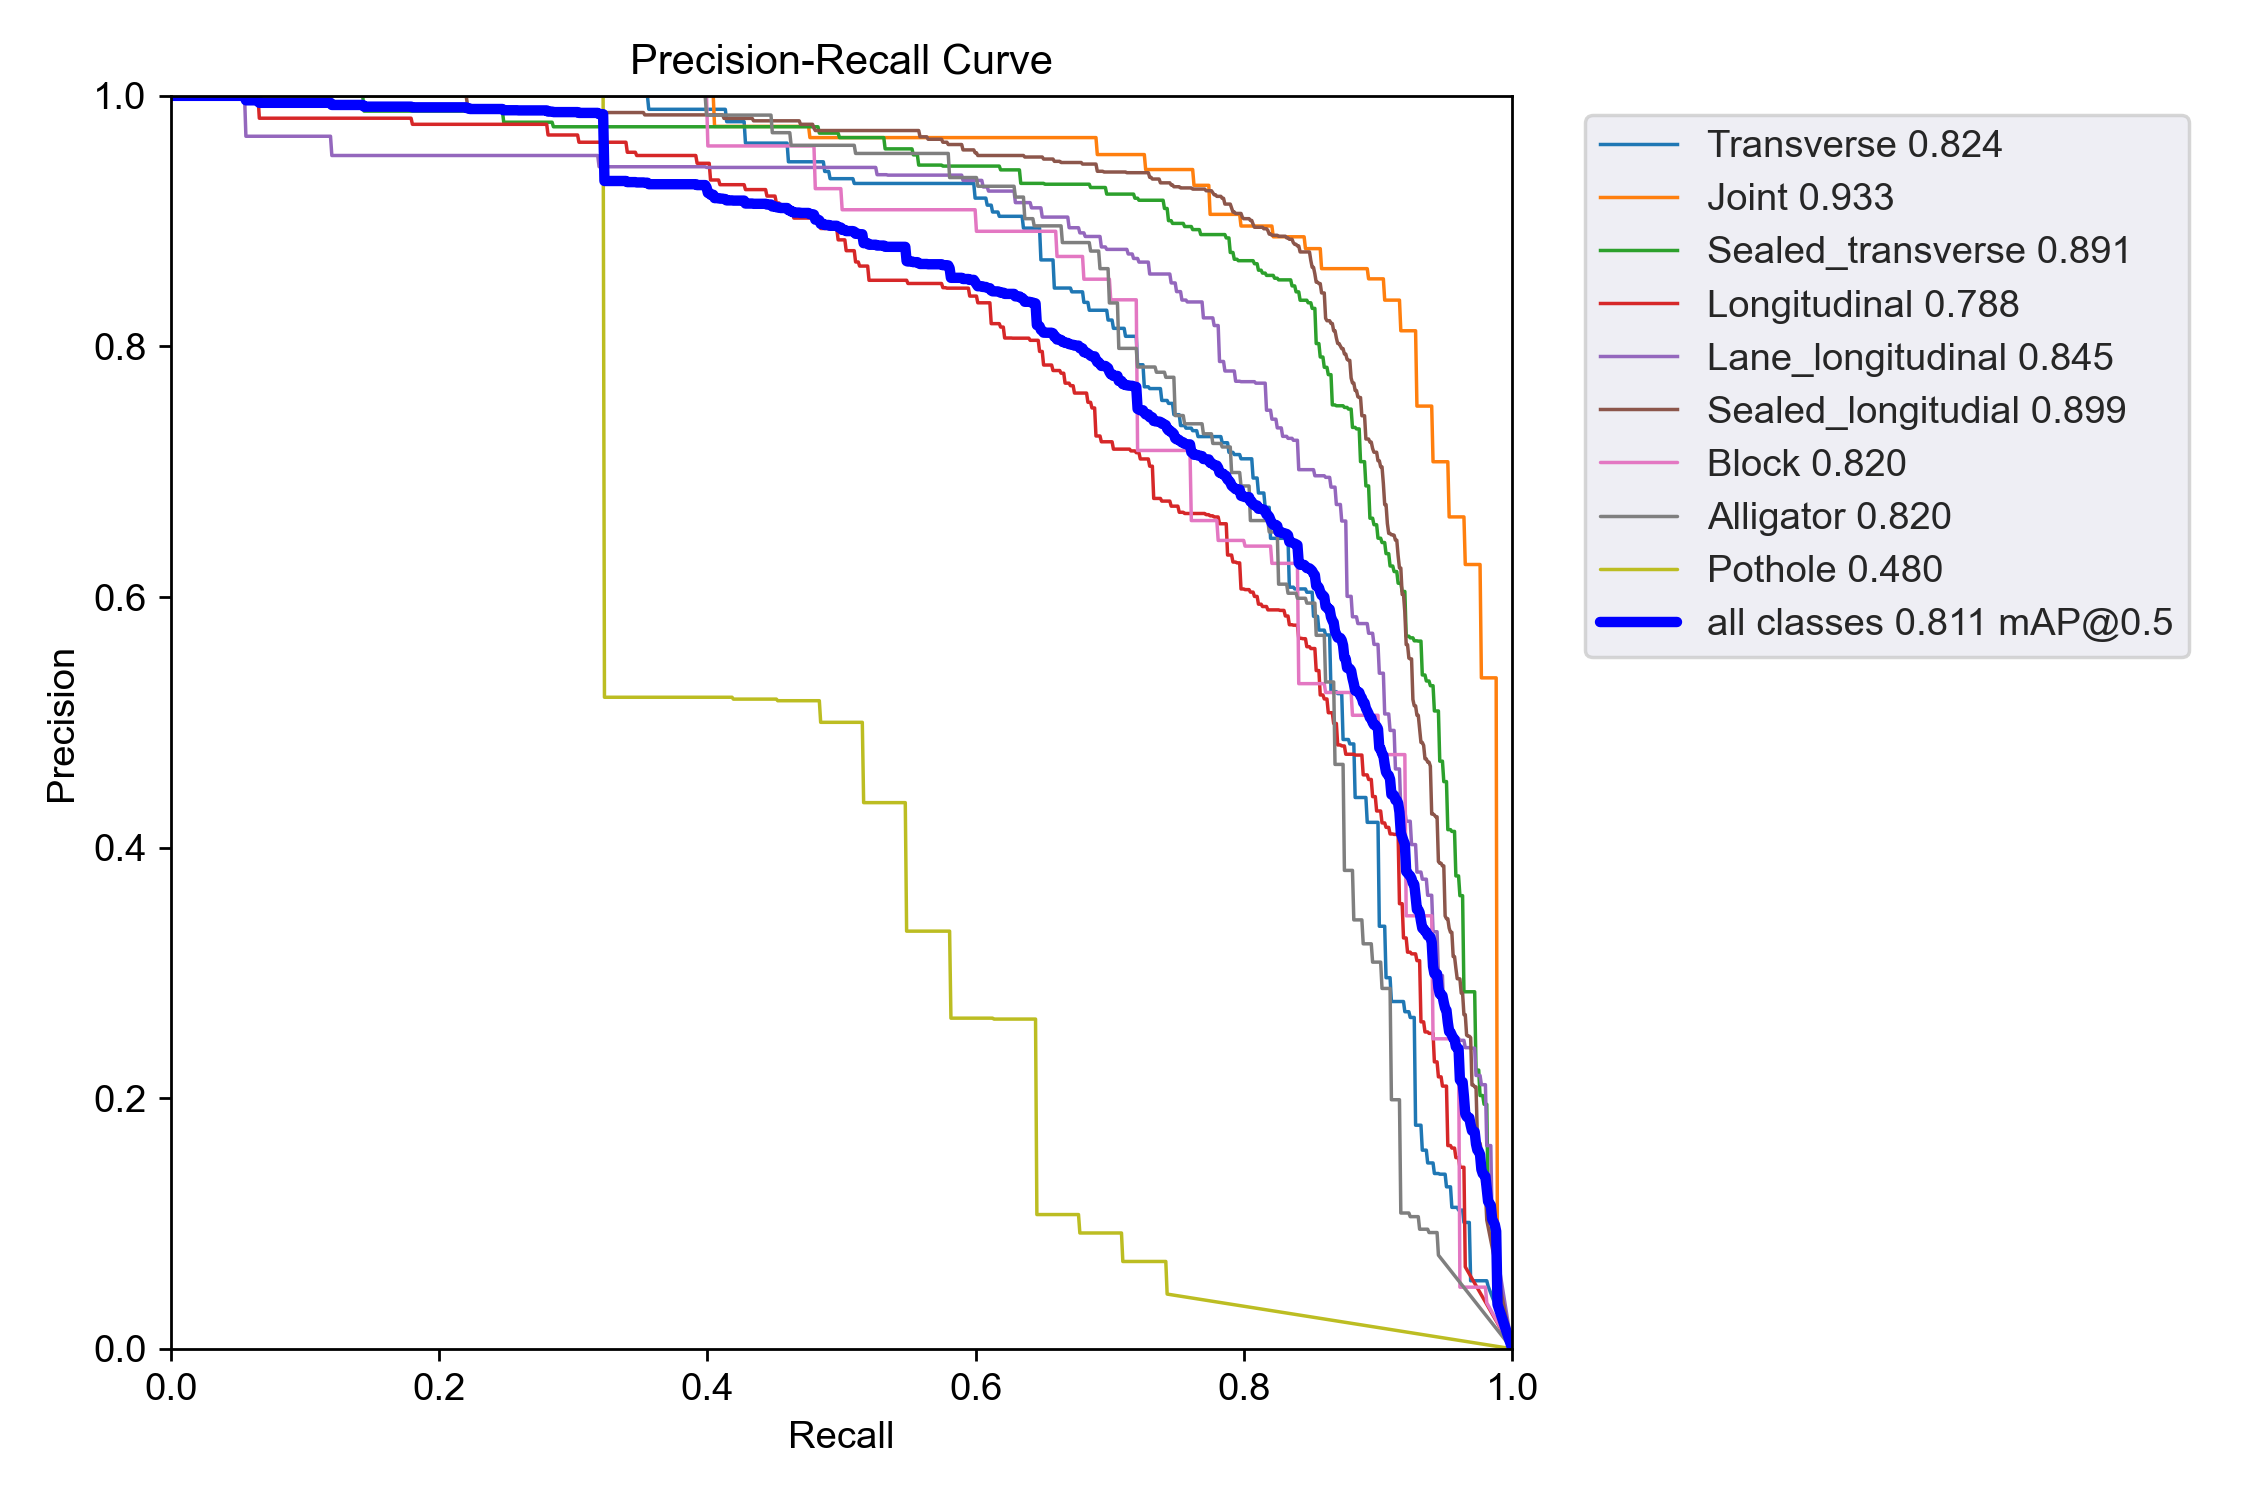 Precision-Recall Curve
1.0
0.8
0.6
0.4
0.2
0.0
Precision
0.0 0.2 0.4 0.6 0.8 1.0
Recall
Transverse 0.824
Joint 0.933
Sealed_transverse 0.891
Longitudinal 0.788
Lane_longitudinal 0.845
Sealed_longitudial 0.899
Block 0.820
Alligator 0.820
Pothole 0.480
all classes 0.811 mAP@0.5